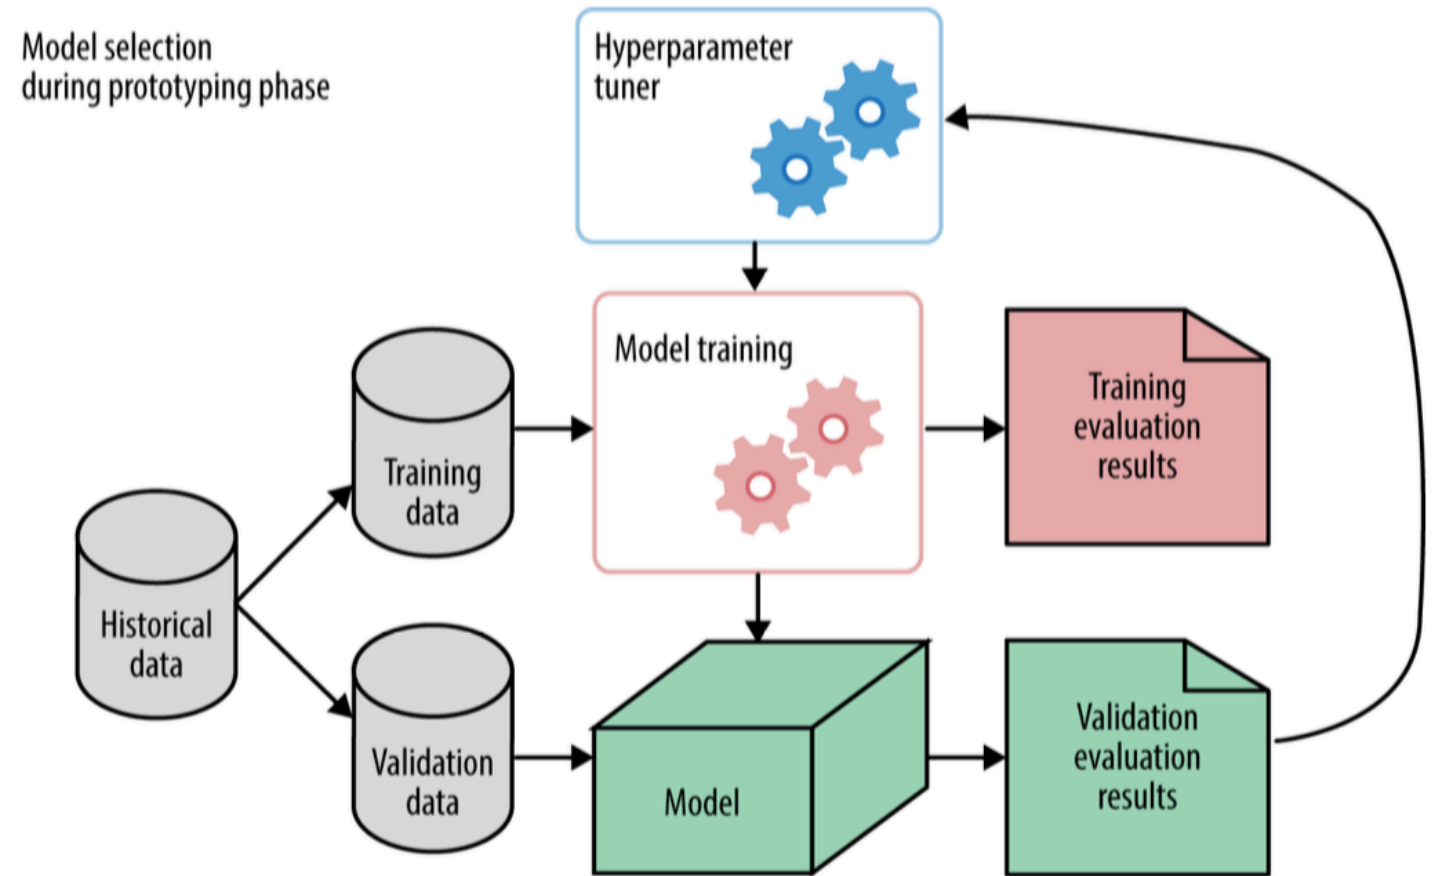 Model selection
during prototyping phase
Hyperparameter
tuner
Model training
Training
evaluation
results
Training
data
Historical
data
Validation
data
Model
Validation
evaluation
results